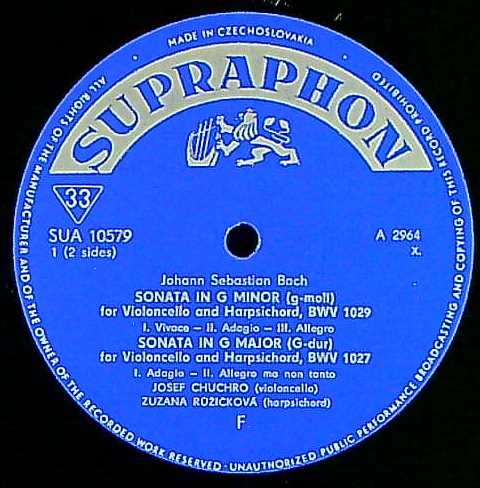 MADE IN CZECHOSLOVAKIA
ALL RIGHTS OF THE MANUFACTURER AND OF THE OWNER OF THE RECORDED WORK RESERVED · UNAUTHORIZED PUBLIC PERFORMANCE BROADCASTING AND COPYING OF THIS RECORD PROHIBITED
SUPRAPHON
33
SUA 10579
1 (2 sides)
A 2964
x.
Johann Sebastian Bach
SONATA IN G MINOR (g-moll)
for Violoncello and Harpsichord, BWV 1029
I. Vivace — II. Adagio — III. Allegro
SONATA IN G MAJOR (G-dur)
for Violoncello and Harpsichord, BWV 1027
I. Adagio — II. Allegro ma non tanto
JOSEF CHUCHRO (violoncello)
ZUZANA RŮŽIČKOVÁ (harpsichord)
F